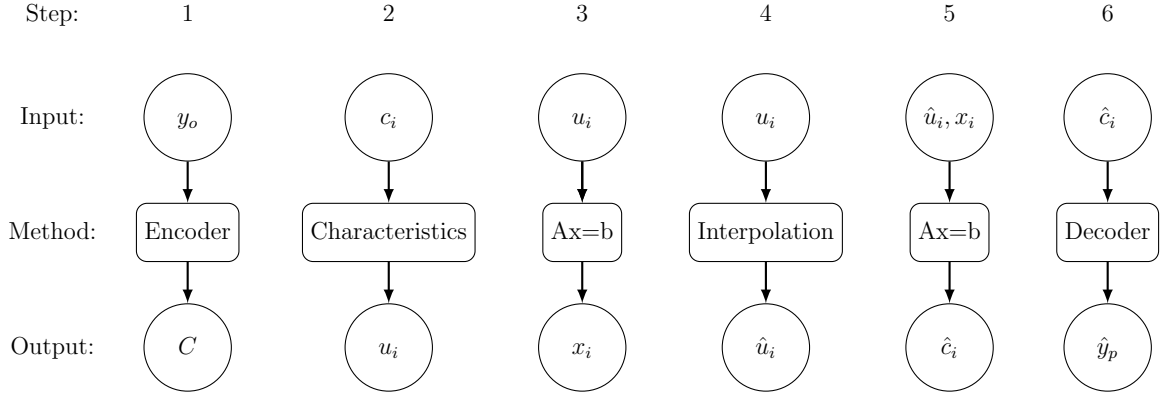 Step: 1 2 3 4 5 6
Input: y_o c_i u_i u_i û_i, x_i ĉ_i
Method: Encoder Characteristics Ax=b Interpolation Ax=b Decoder
Output: C u_i x_i û_i ĉ_i ŷ_p